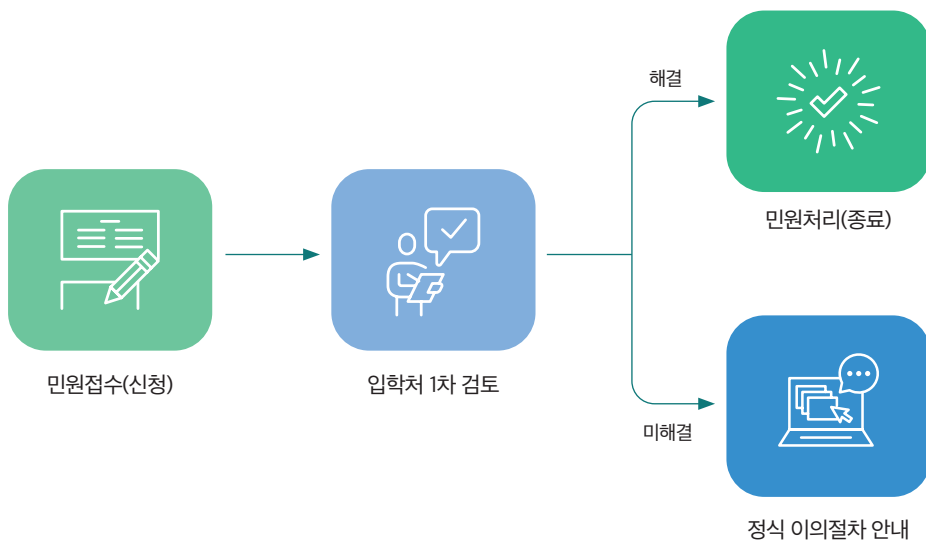 민원접수(신청)
입학처 1차 검토
해결
민원처리(종료)
미해결
정식 이의절차 안내